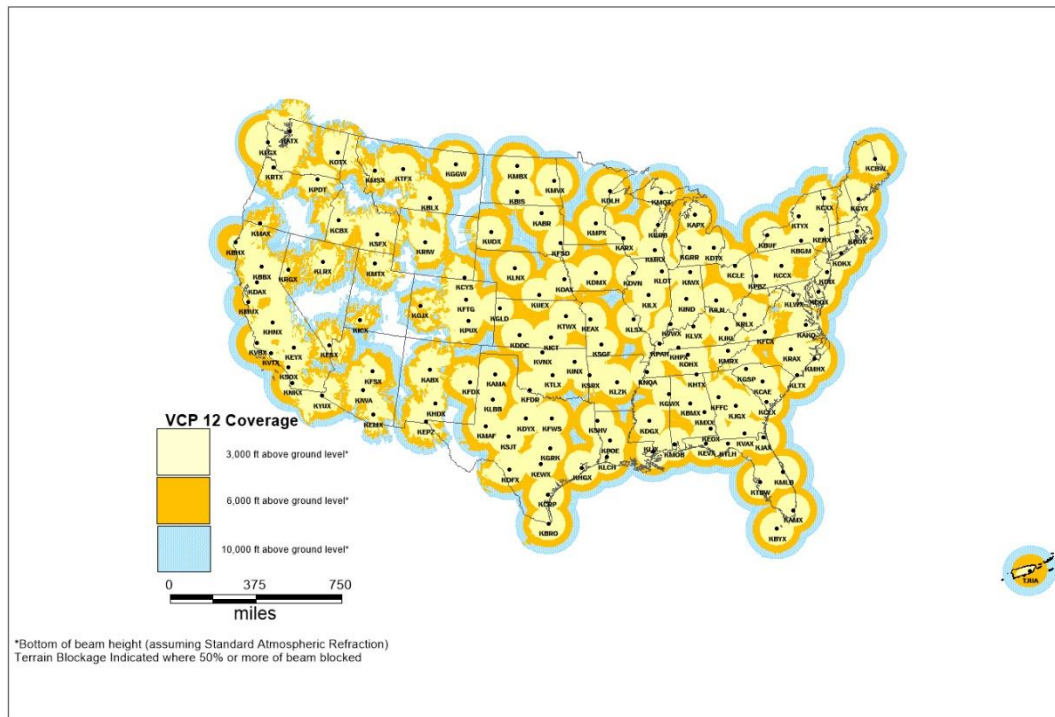 KATX
KLGX
KCBW
KOTX
KRTX
KMSX
KTFX
KGGW
KMBX
KPDT
KMVX
KDLH
KMQT
KBLX
KBIS
KCXX
KGYX
KABR
KMPX
KAPX
KTYX
KMAX
KCBX
KSFX
KRIW
KUDX
KARX
KGRB
KBUF
KENX
KBOX
KBHX
KFSD
KMKX
KGRR
KDTX
KBGM
KOKX
KBBX
KRGX
KLRX
KMTX
KCYS
KLNX
KOAX
KDMX
KDVN
KLOT
KIWX
KCLE
KPBZ
KCCX
KDIX
KDAX
KMUX
KGJX
KFTG
KUEX
KILX
KIND
KILN
KLWX
KDOX
KHNX
KICX
KPUX
KGLD
KTWX
KEAX
KLSX
KVWX
KLVX
KJKL
KRLX
KFCX
KAKQ
KVBX
KEYX
KESX
KDDC
KICT
KSGF
KPAH
KHPX
KOHX
KMRX
KRAX
KMHX
KVTX
KSOX
KFSX
KABX
KFDX
KAMA
KVNX
KINX
KSRX
KNQA
KHTX
KGSP
KCAE
KLTX
KNKX
KYUX
KIWA
KHDX
KLBB
KFDR
KTLX
KLZK
KGWX
KBMX
KFFC
KJGX
KCLX
KEMX
KEPZ
KMAF
KDYX
KFWS
KSHV
KDGX
KMXX
KSJT
KGRK
KPOE
KLIX
KMOB
KEOX
KEVX
KTLH
KVAX
KJAX
KDFX
KEWX
KHGX
KLCH
KTBW
KMLB
KCRP
KBRO
KAMX
KBYX
TJUA
VCP 12 Coverage
3,000 ft above ground level*
6,000 ft above ground level*
10,000 ft above ground level*
0 375 750
miles
*Bottom of beam height (assuming Standard Atmospheric Refraction)
Terrain Blockage Indicated where 50% or more of beam blocked